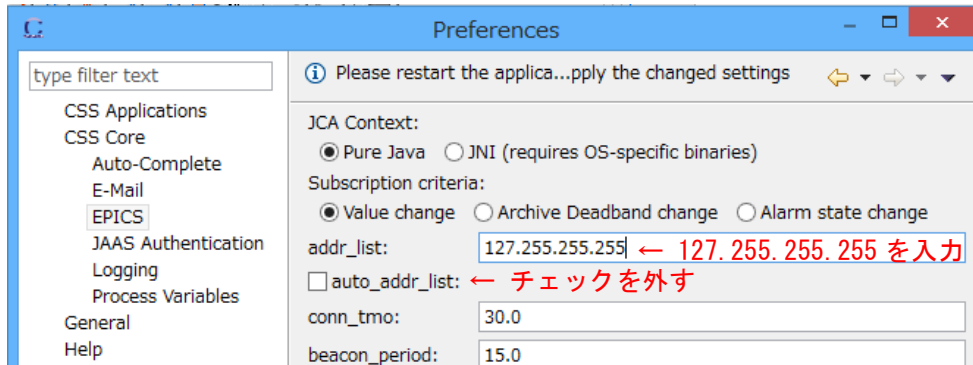 Preferences
type filter text
Please restart the applica...pply the changed settings
CSS Applications
CSS Core
Auto-Complete
E-Mail
EPICS
JAAS Authentication
Logging
Process Variables
General
Help
JCA Context:
Pure Java JNI (requires OS-specific binaries)
Subscription criteria:
Value change Archive Deadband change Alarm state change
addr_list: 127.255.255.255 ← 127.255.255.255 を入力
auto_addr_list: ← チェックを外す
conn_tmo: 30.0
beacon_period: 15.0